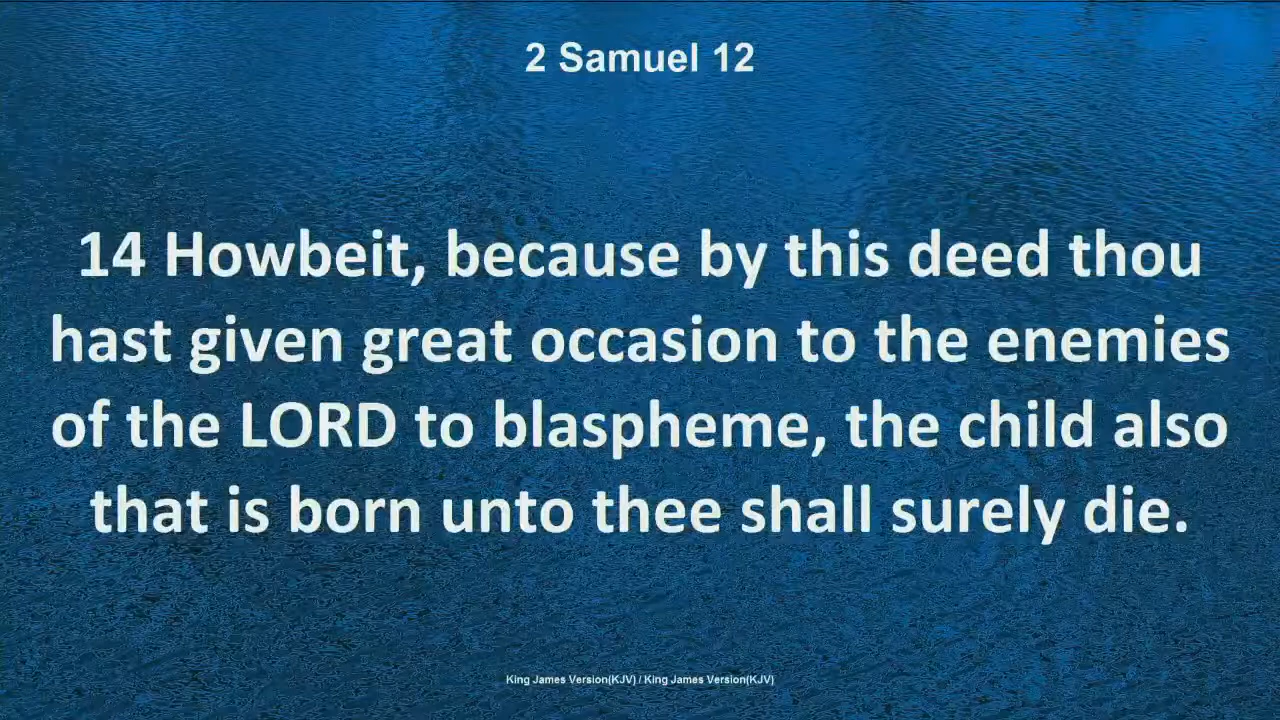 2 Samuel 12
14 Howbeit, because by this deed thou
hast given great occasion to the enemies
of the LORD to blaspheme, the child also
that is born unto thee shall surely die.
King James Version(KJV) / King James Version(KJV)